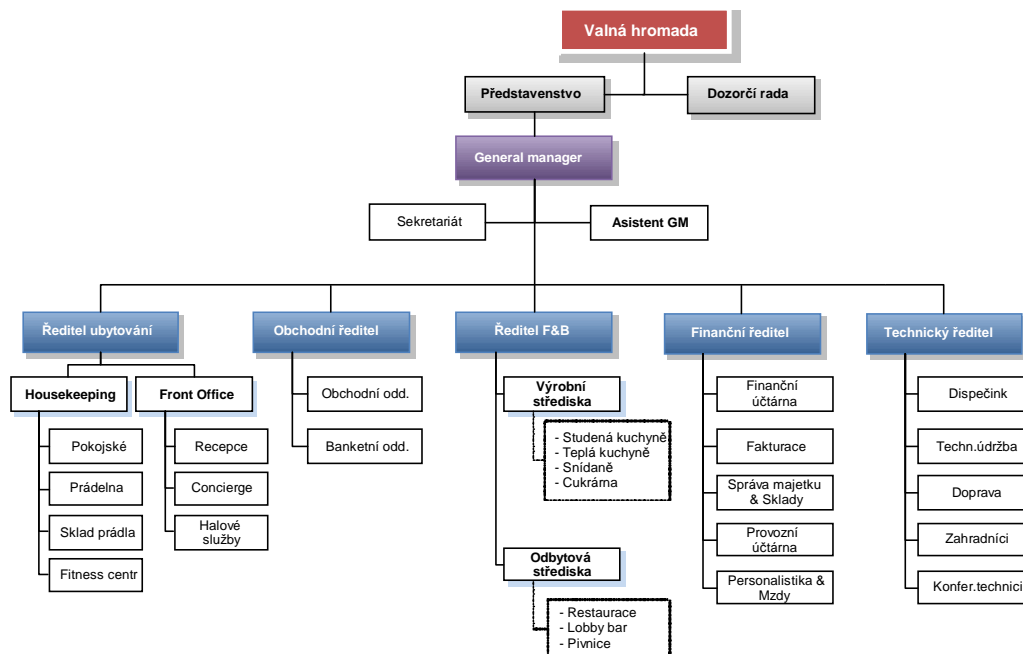 Valná hromada
Představenstvo
Dozorčí rada
General manager
Sekretariát
Asistent GM
Ředitel ubytování
Obchodní ředitel
Ředitel F&B
Finanční ředitel
Technický ředitel
Housekeeping
Front Office
Pokojské
Prádelna
Sklad prádla
Fitness centr
Recepce
Concierge
Halové
služby
Obchodní odd.
Banketní odd.
Výrobní
střediska
- Studená kuchyně
- Teplá kuchyně
- Snídaně
- Cukrárna
Odbytová
střediska
- Restaurace
- Lobby bar
- Pivnice
Finanční
účtárna
Fakturace
Správa majetku
& Sklady
Provozní
účtárna
Personalistika &
Mzdy
Dispečink
Techn.údržba
Doprava
Zahradníci
Konfer.technici